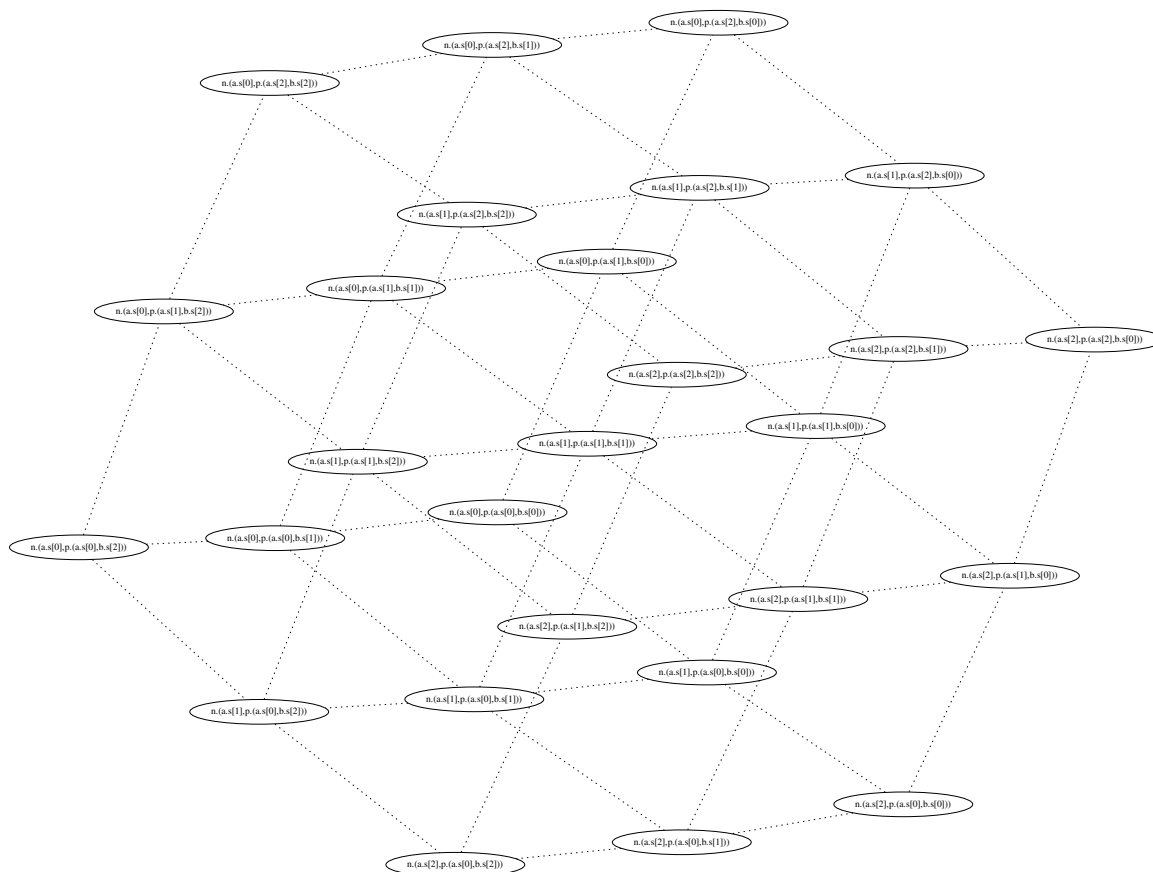 n.(a.s[0],p.(a.s[2],b.s[0]))
n.(a.s[0],p.(a.s[2],b.s[1]))
n.(a.s[0],p.(a.s[2],b.s[2]))
n.(a.s[1],p.(a.s[2],b.s[0]))
n.(a.s[1],p.(a.s[2],b.s[1]))
n.(a.s[1],p.(a.s[2],b.s[2]))
n.(a.s[0],p.(a.s[1],b.s[0]))
n.(a.s[0],p.(a.s[1],b.s[1]))
n.(a.s[0],p.(a.s[1],b.s[2]))
n.(a.s[2],p.(a.s[2],b.s[0]))
n.(a.s[2],p.(a.s[2],b.s[1]))
n.(a.s[2],p.(a.s[2],b.s[2]))
n.(a.s[1],p.(a.s[1],b.s[0]))
n.(a.s[1],p.(a.s[1],b.s[1]))
n.(a.s[1],p.(a.s[1],b.s[2]))
n.(a.s[0],p.(a.s[0],b.s[0]))
n.(a.s[0],p.(a.s[0],b.s[1]))
n.(a.s[0],p.(a.s[0],b.s[2]))
n.(a.s[2],p.(a.s[1],b.s[0]))
n.(a.s[2],p.(a.s[1],b.s[1]))
n.(a.s[2],p.(a.s[1],b.s[2]))
n.(a.s[1],p.(a.s[0],b.s[0]))
n.(a.s[1],p.(a.s[0],b.s[1]))
n.(a.s[1],p.(a.s[0],b.s[2]))
n.(a.s[2],p.(a.s[0],b.s[0]))
n.(a.s[2],p.(a.s[0],b.s[1]))
n.(a.s[2],p.(a.s[0],b.s[2]))